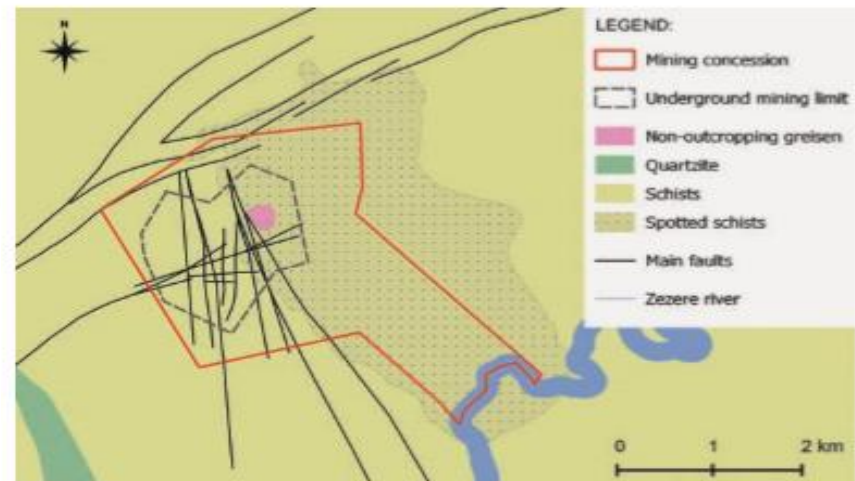 N
LEGEND:
Mining concession
Underground mining limit
Non-outcropping greisen
Quartzite
Schists
Spotted schists
Main faults
Zezere river
0 1 2 km